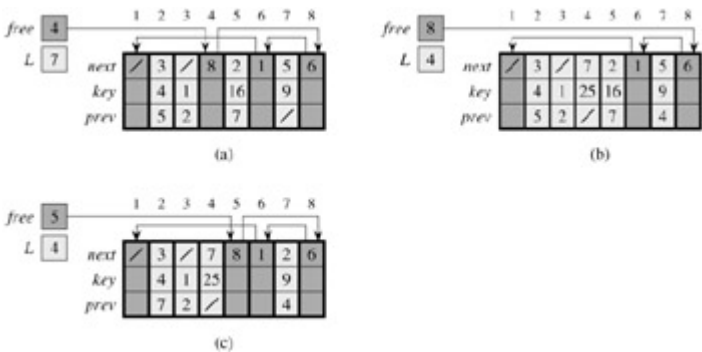 1 2 3 4 5 6 7 8
free 4
L 7
next / 3 / 8 2 1 5 6
key 4 1 16 9
prev 5 2 7 /
(a)
1 2 3 4 5 6 7 8
free 8
L 4
next / 3 / 7 2 1 5 6
key 4 1 25 16 9
prev 5 2 / 7 4
(b)
1 2 3 4 5 6 7 8
free 5
L 4
next / 3 / 7 8 1 2 6
key 4 1 25 9
prev 7 2 / 4
(c)